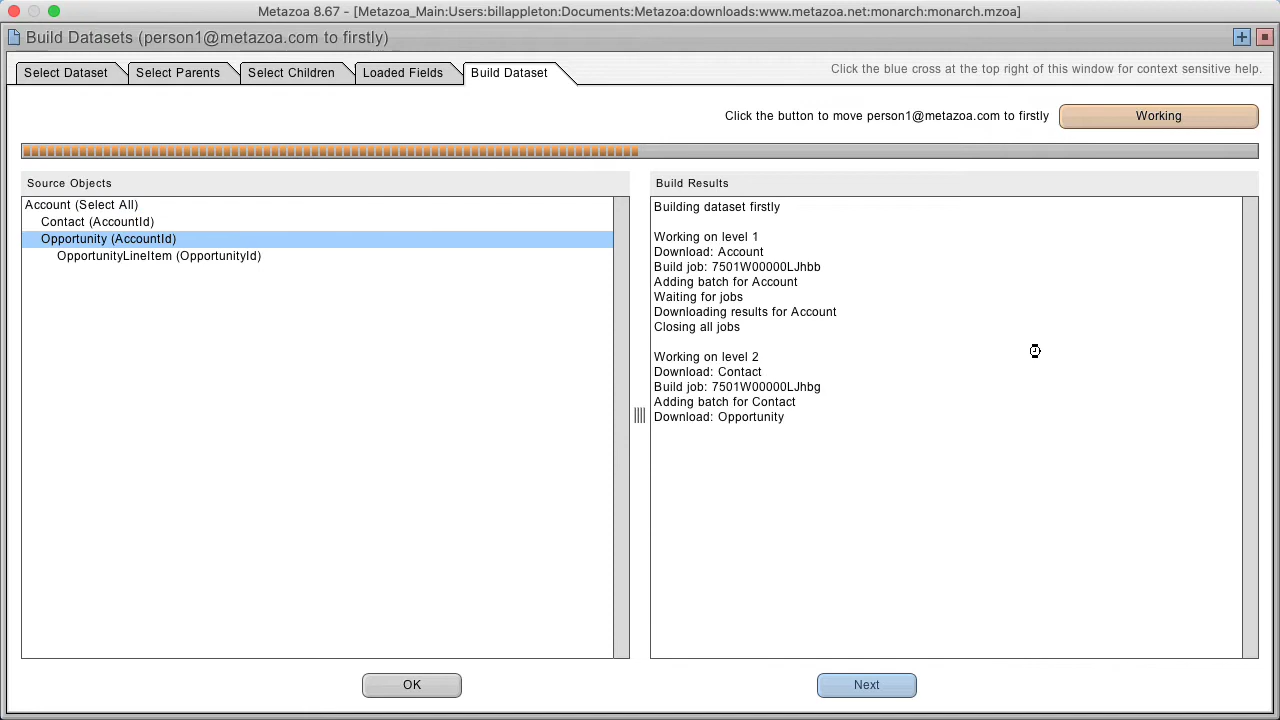 Metazoa 8.67 - [Metazoa_Main:Users:billappleton:Documents:Metazoa:downloads:www.metazoa.net:monarch:monarch.mzoa]
Build Datasets (person1@metazoa.com to firstly)
Select Dataset
Select Parents
Select Children
Loaded Fields
Build Dataset
Click the blue cross at the top right of this window for context sensitive help.
Click the button to move person1@metazoa.com to firstly
Working
Source Objects
Account (Select All)
Contact (AccountId)
Opportunity (AccountId)
OpportunityLineItem (OpportunityId)
Build Results
Building dataset firstly
Working on level 1
Download: Account
Build job: 7501W00000LJhbb
Adding batch for Account
Waiting for jobs
Downloading results for Account
Closing all jobs
Working on level 2
Download: Contact
Build job: 7501W00000LJhbg
Adding batch for Contact
Download: Opportunity
OK
Next